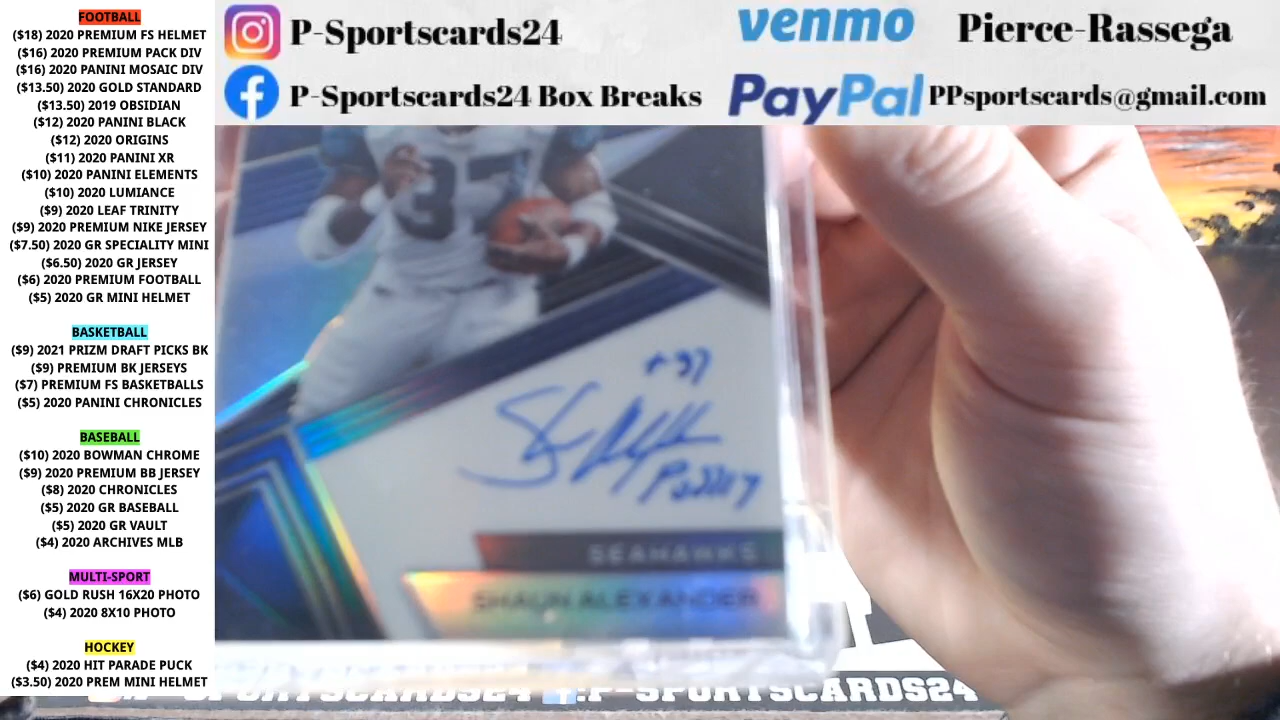 FOOTBALL
($18) 2020 PREMIUM FS HELMET
($16) 2020 PREMIUM PACK DIV
($16) 2020 PANINI MOSAIC DIV
($13.50) 2020 GOLD STANDARD
($13.50) 2019 OBSIDIAN
($12) 2020 PANINI BLACK
($12) 2020 ORIGINS
($11) 2020 PANINI XR
($10) 2020 PANINI ELEMENTS
($10) 2020 LUMIANCE
($9) 2020 LEAF TRINITY
($9) 2020 PREMIUM NIKE JERSEY
($7.50) 2020 GR SPECIALITY MINI
($6.50) 2020 GR JERSEY
($6) 2020 PREMIUM FOOTBALL
($5) 2020 GR MINI HELMET
BASKETBALL
($9) 2021 PRIZM DRAFT PICKS BK
($9) PREMIUM BK JERSEYS
($7) PREMIUM FS BASKETBALLS
($5) 2020 PANINI CHRONICLES
BASEBALL
($10) 2020 BOWMAN CHROME
($9) 2020 PREMIUM BB JERSEY
($8) 2020 CHRONICLES
($5) 2020 GR BASEBALL
($5) 2020 GR VAULT
($4) 2020 ARCHIVES MLB
MULTI-SPORT
($6) GOLD RUSH 16X20 PHOTO
($4) 2020 8X10 PHOTO
HOCKEY
($4) 2020 HIT PARADE PUCK
($3.50) 2020 PREM MINI HELMET
P-Sportscards24
venmo Pierce-Rassega
P-Sportscards24 Box Breaks
PayPal PPsportscards@gmail.com
37
SEAHAWKS
SHAUN ALEXANDER
P-SPORTSCARDS24